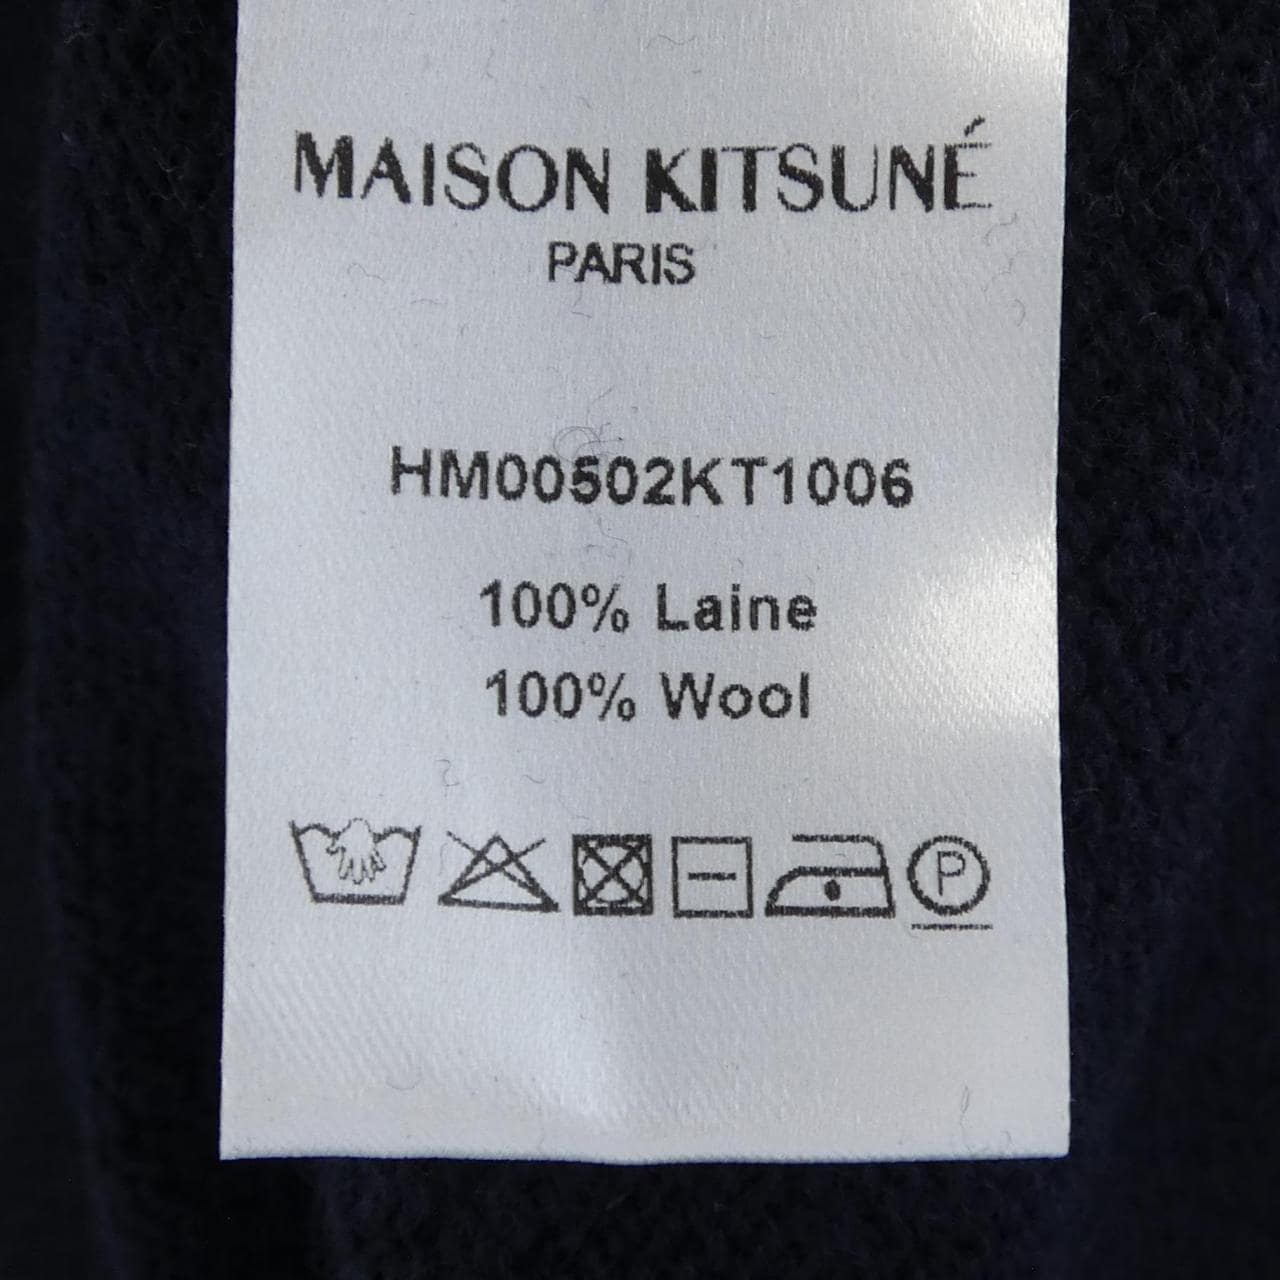 MAISON KITSUNÉ
PARIS
HM00502KT1006
100% Laine
100% Wool
P